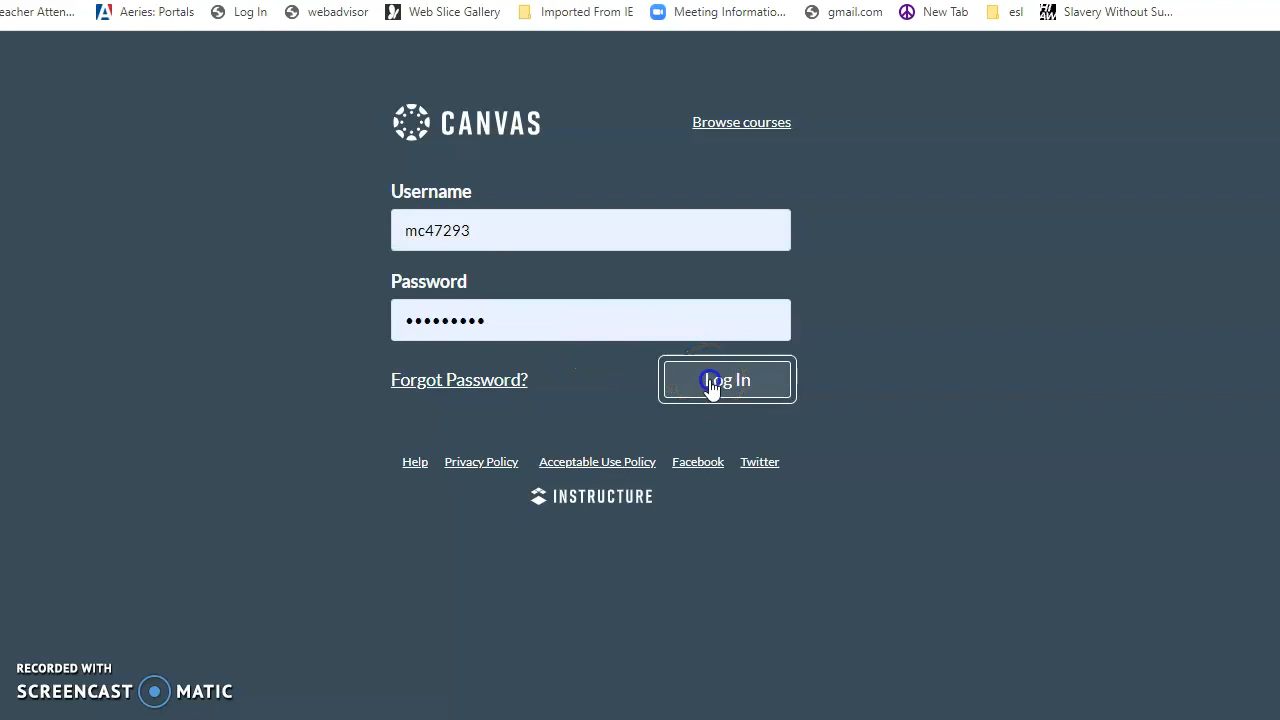 eacher Atten... Aeries: Portals Log In webadvisor Web Slice Gallery Imported From IE Meeting Informatio... gmail.com New Tab esl Slavery Without Su...
CANVAS Browse courses
Username
mc47293
Password
•••••••••
Forgot Password? Log In
Help Privacy Policy Acceptable Use Policy Facebook Twitter
INSTRUCTURE
RECORDED WITH
SCREENCAST MATIC